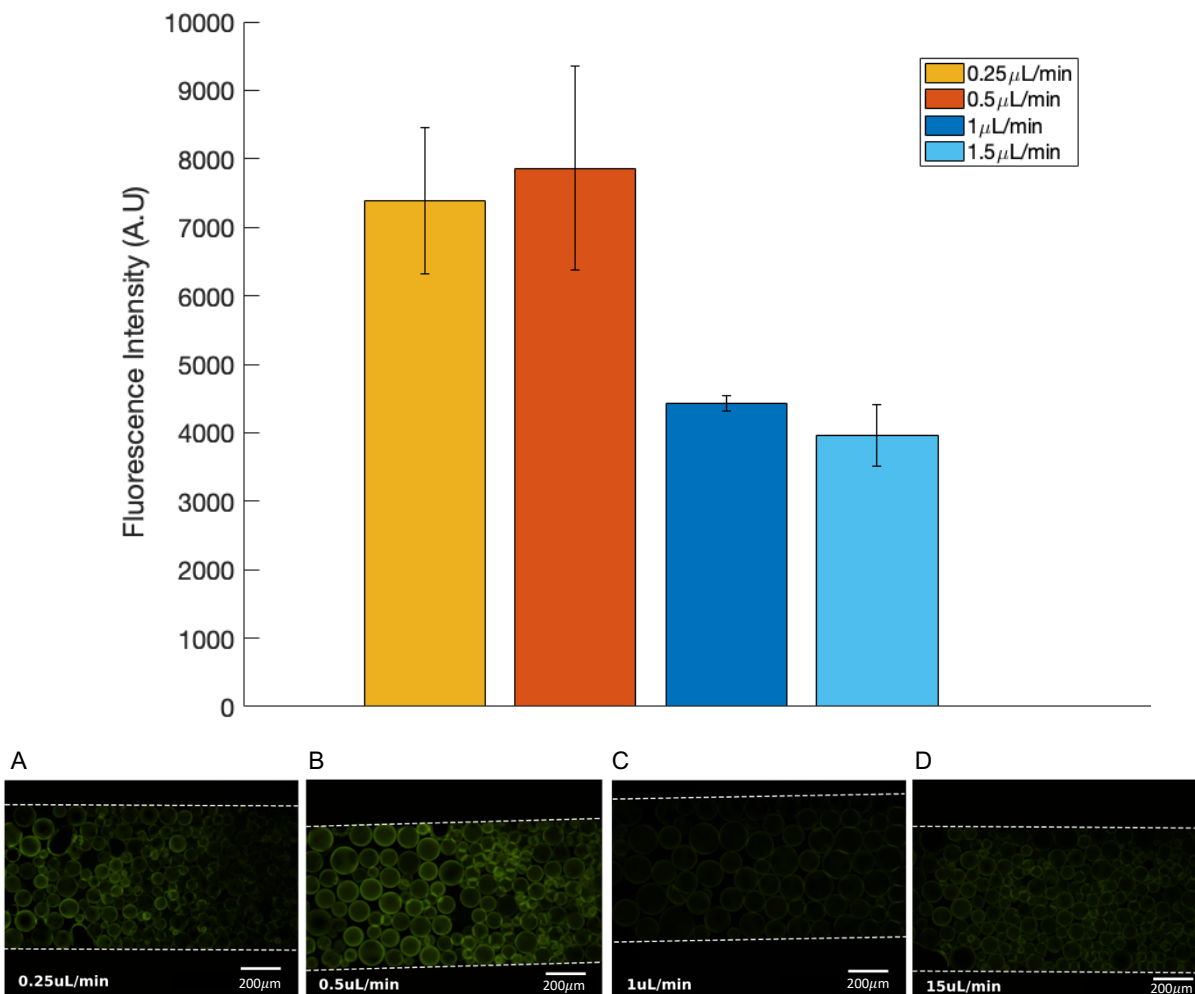 10000
9000
8000
7000
6000
5000
4000
3000
2000
1000
0
Fluorescence Intensity (A.U)
0.25μL/min
0.5μL/min
1μL/min
1.5μL/min
A
B
C
D
0.25uL/min
200μm
0.5uL/min
200μm
1uL/min
200μm
15uL/min
200μm